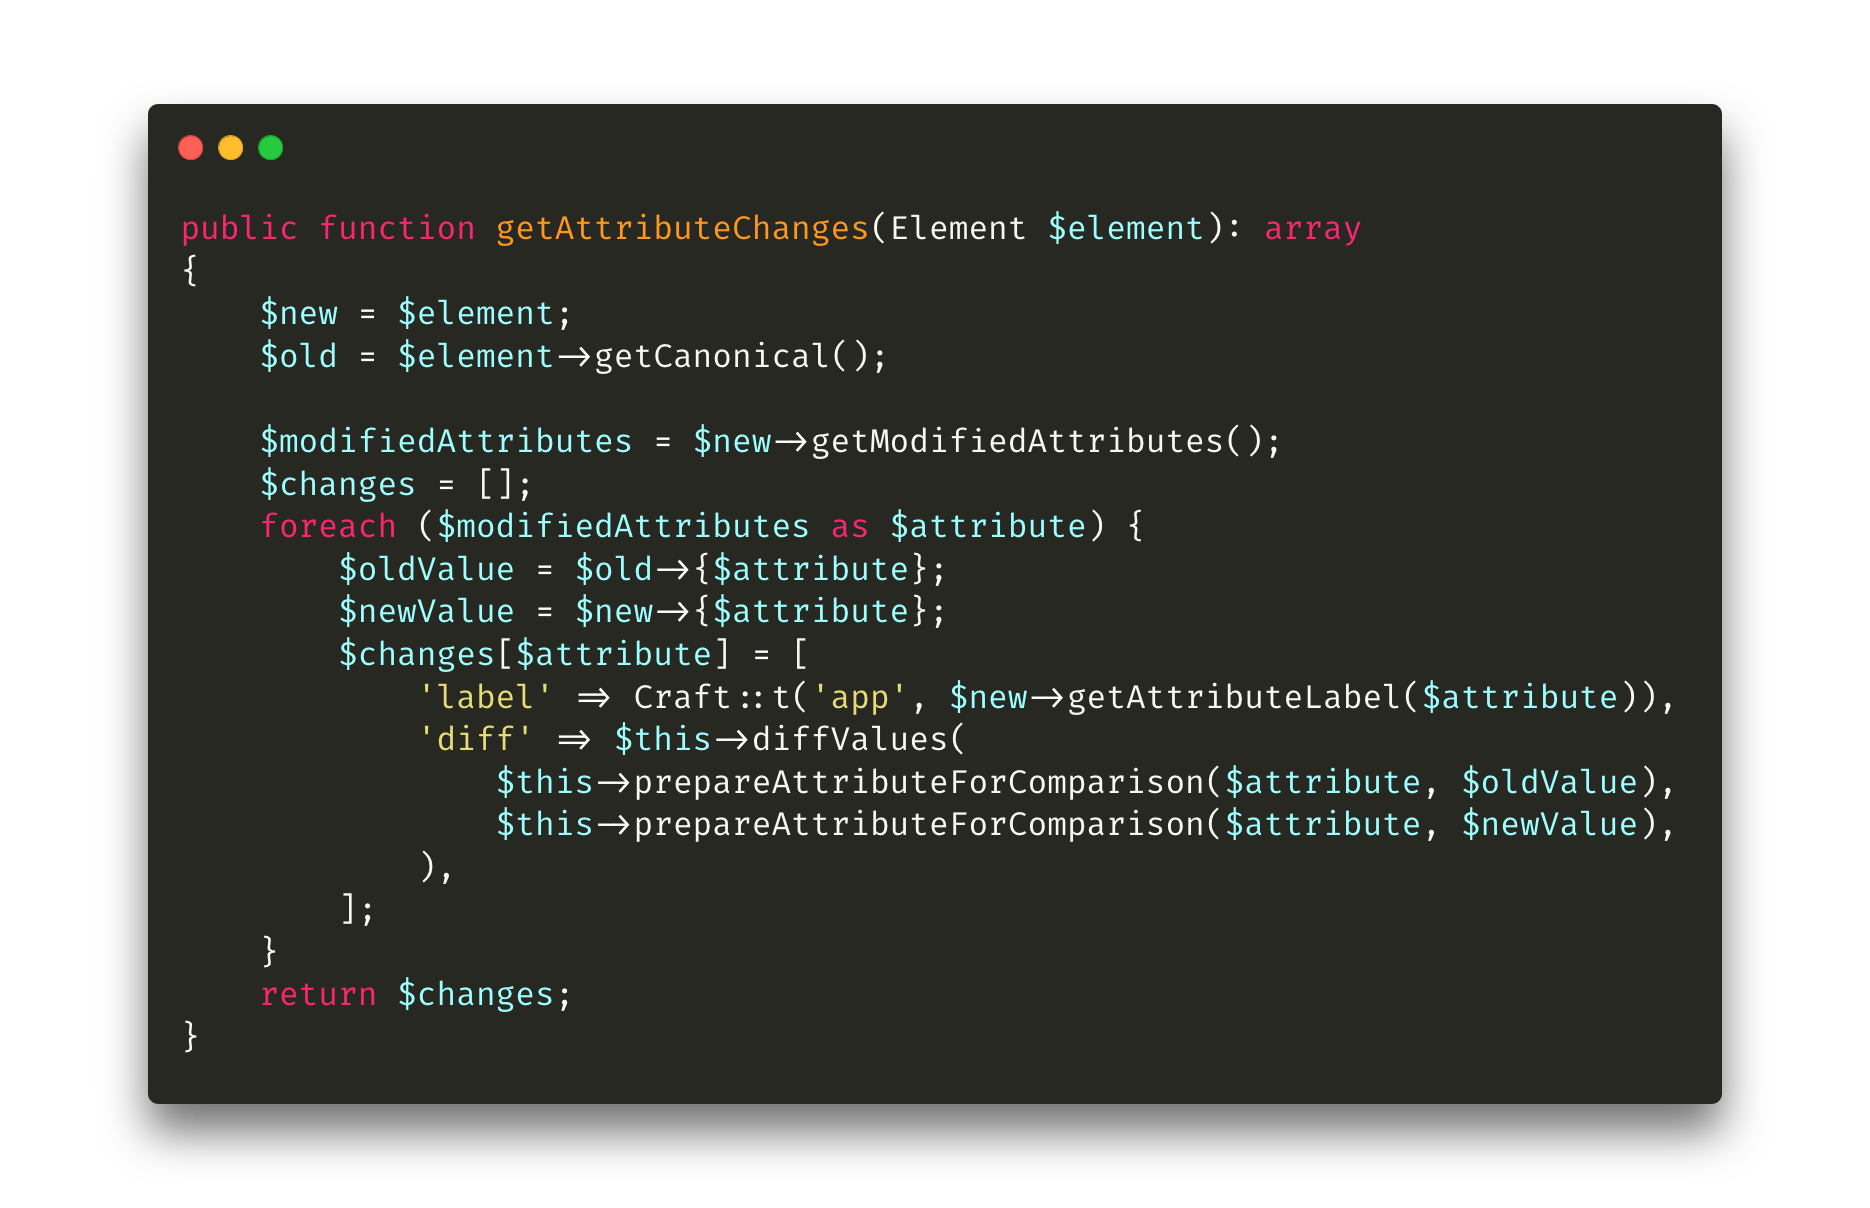 public function getAttributeChanges(Element $element): array
{
    $new = $element;
    $old = $element->getCanonical();

    $modifiedAttributes = $new->getModifiedAttributes();
    $changes = [];
    foreach ($modifiedAttributes as $attribute) {
        $oldValue = $old->{$attribute};
        $newValue = $new->{$attribute};
        $changes[$attribute] = [
            'label' => Craft::t('app', $new->getAttributeLabel($attribute)),
            'diff' => $this->diffValues(
                $this->prepareAttributeForComparison($attribute, $oldValue),
                $this->prepareAttributeForComparison($attribute, $newValue),
            ),
        ];
    }
    return $changes;
}